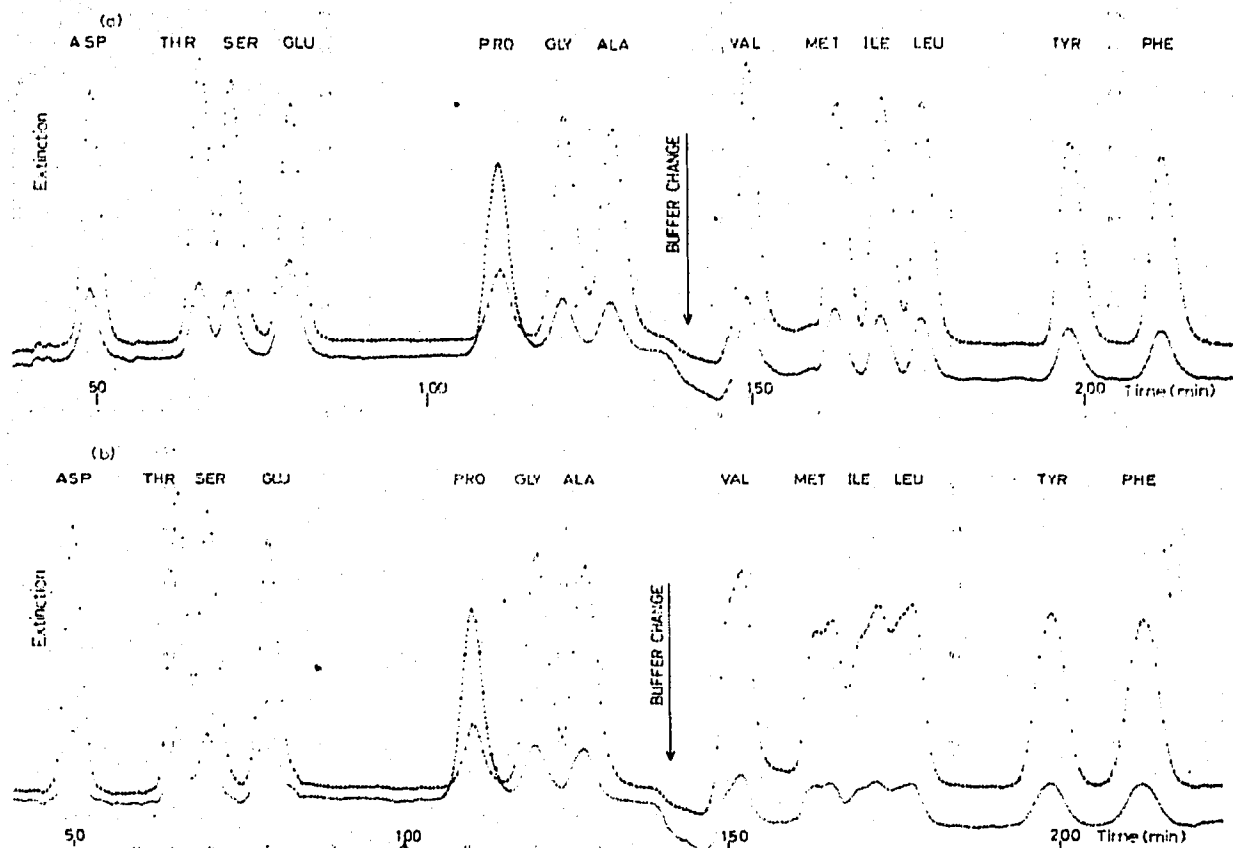 (a)
ASP THR SER GLU PRO GLY ALA VAL MET ILE LEU TYR PHE
Extinction
BUFFER CHANGE
50 100 150 200 Time (min)
(b)
ASP THR SER GLU PRO GLY ALA VAL MET ILE LEU TYR PHE
Extinction
BUFFER CHANGE
50 100 150 200 Time (min)